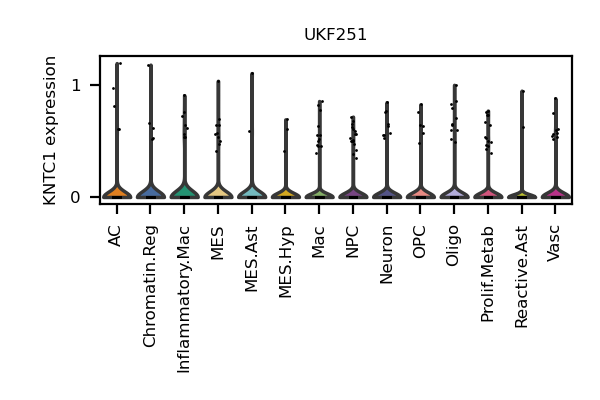 UKF251
KNTC1 expression
1
0
AC
Chromatin.Reg
Inflammatory.Mac
MES
MES.Ast
MES.Hyp
Mac
NPC
Neuron
OPC
Oligo
Prolif.Metab
Reactive.Ast
Vasc